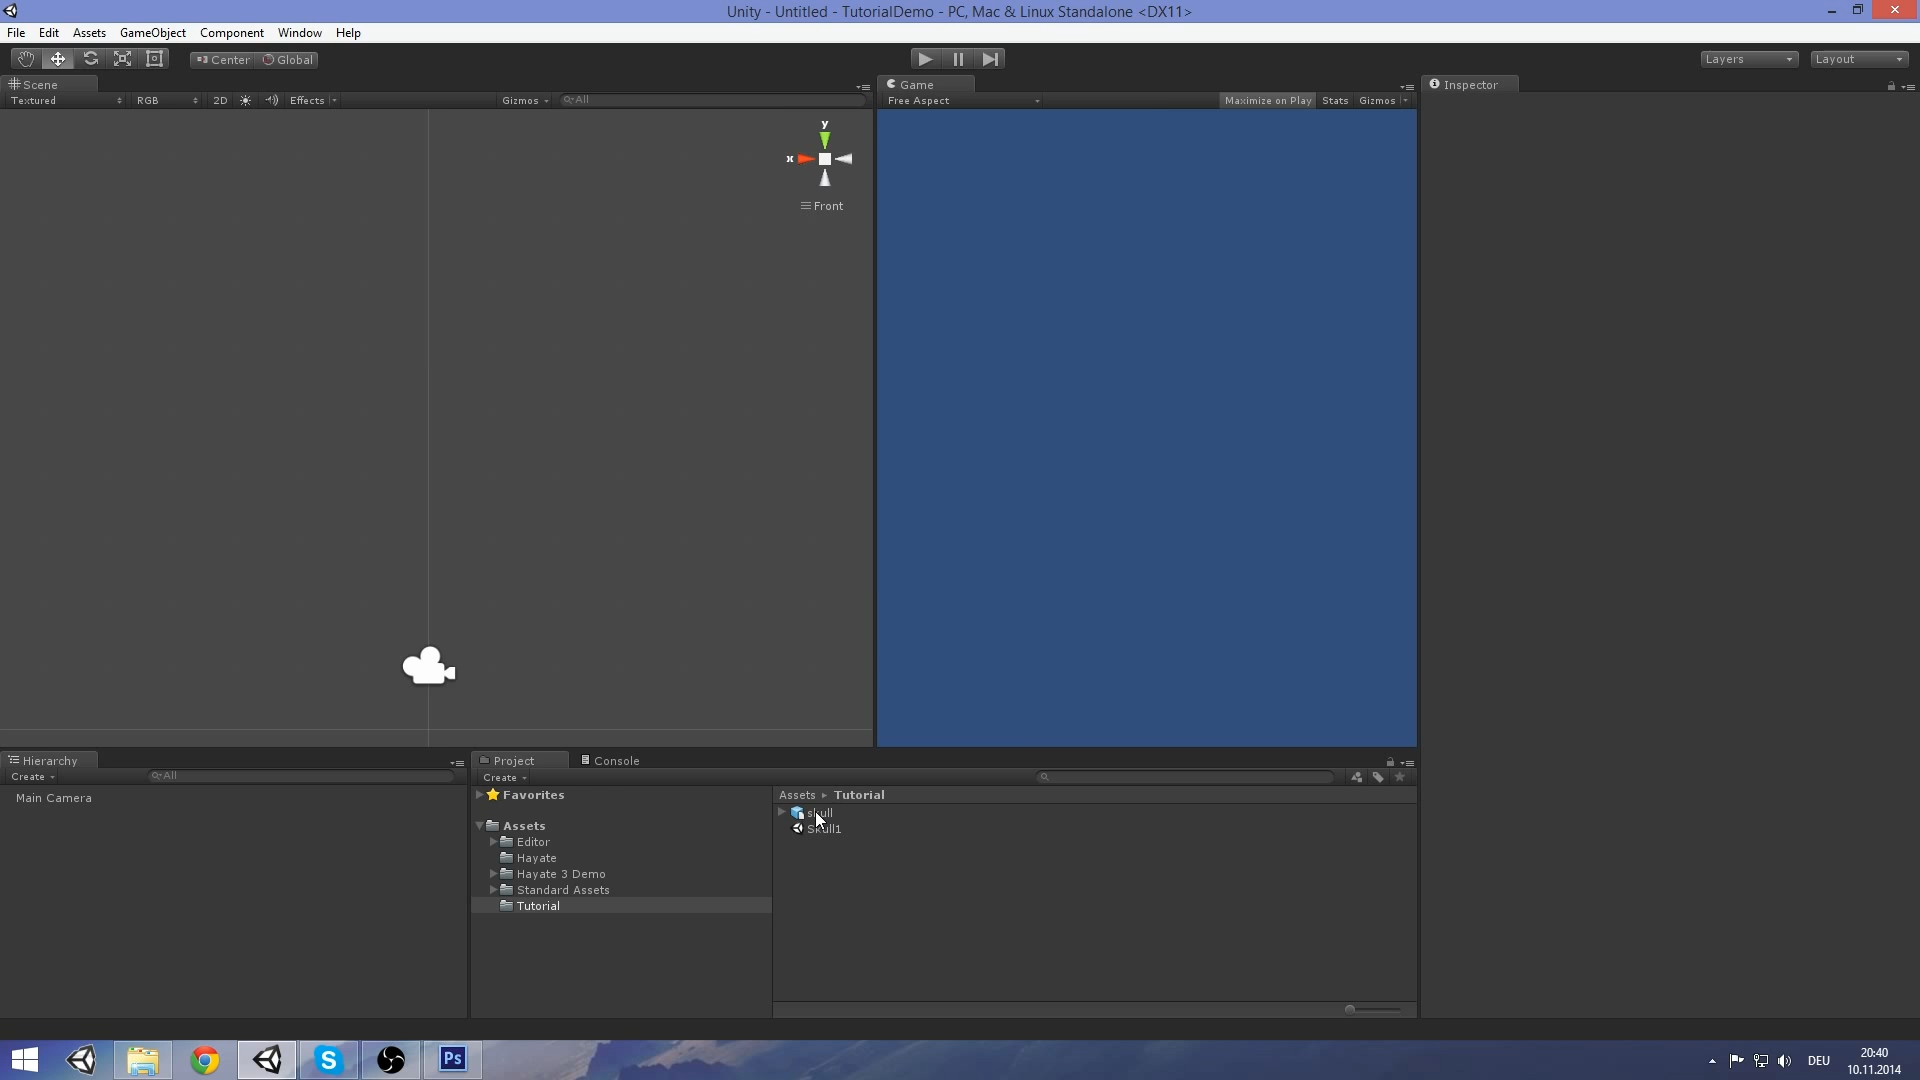 Unity - Untitled - TutorialDemo - PC, Mac & Linux Standalone <DX11>
File Edit Assets GameObject Component Window Help
Center Global Layers Layout
Scene Game Inspector
Textured RGB 2D Effects Gizmos All Free Aspect Maximize on Play Stats Gizmos
y
x
Front
Hierarchy Project Console
Create All Create
Main Camera
Favorites
Assets
Editor
Hayate
Hayate 3 Demo
Standard Assets
Tutorial
Assets Tutorial
skull
Skull1
Ps
DEU
20:40
10.11.2014